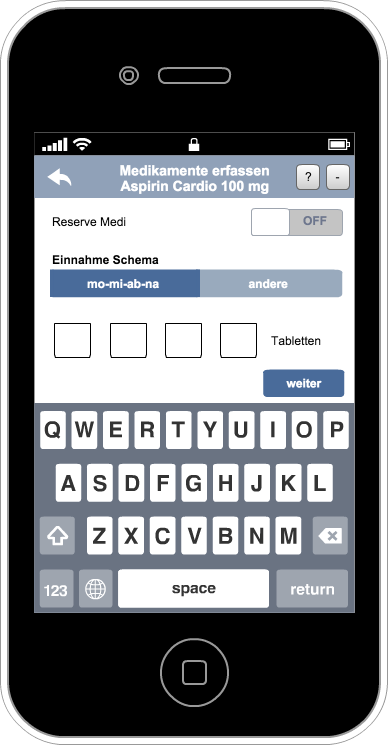 Medikamente erfassen
Aspirin Cardio 100 mg
? -
Reserve Medi OFF
Einnahme Schema
mo-mi-ab-na andere
Tabletten
weiter
Q W E R T Y U I O P
A S D F G H J K L
Z X C V B N M
123 space return